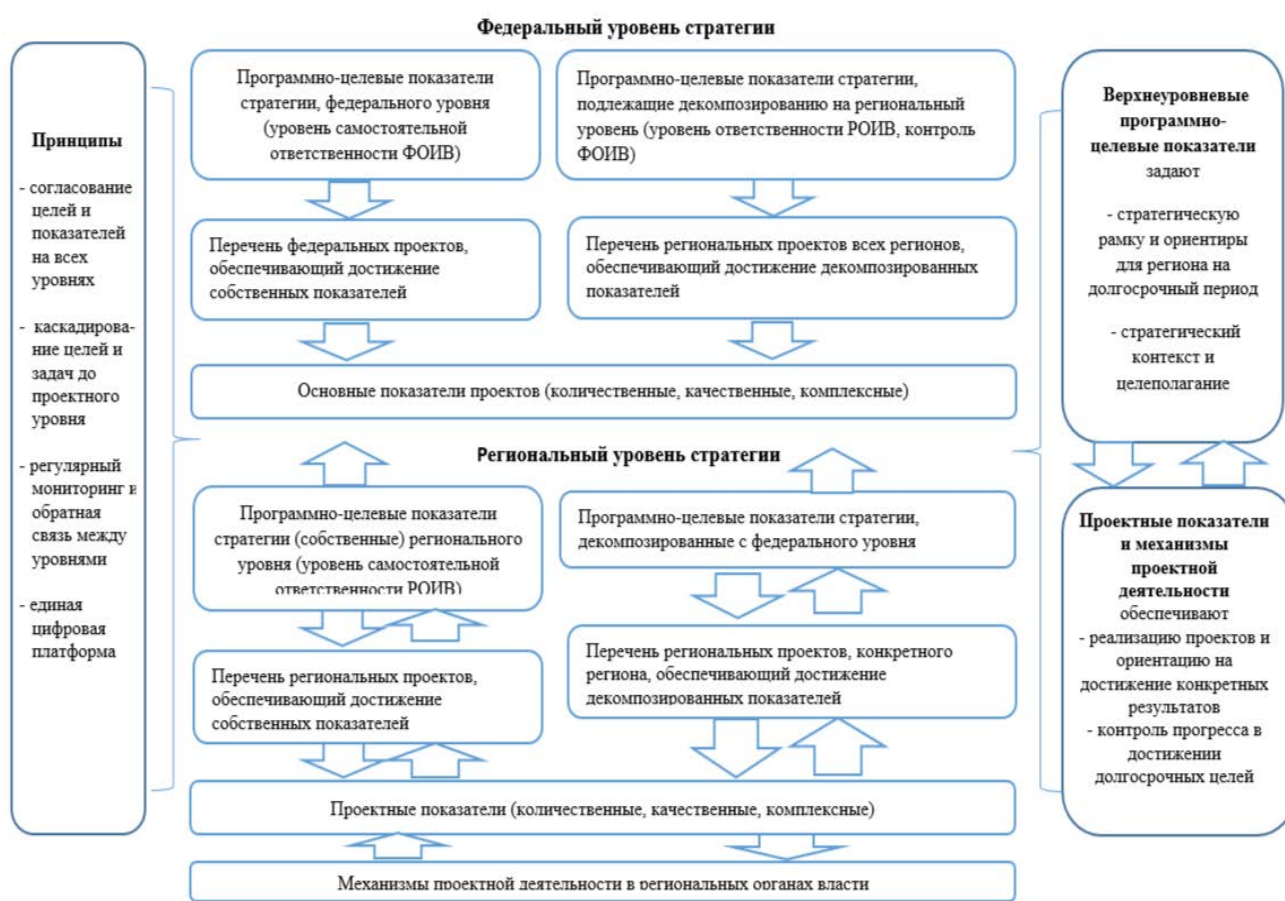 Федеральный уровень стратегии
Принципы
- согласование
целей и
показателей
на всех
уровнях
- каскадирова-
ние целей и
задач до
проектного
уровня
- регулярный
мониторинг и
обратная
связь между
уровнями
- единая
цифровая
платформа
Программно-целевые показатели
стратегии, федерального уровня
(уровень самостоятельной
ответственности ФОИВ)
Программно-целевые показатели стратегии,
подлежащие декомпозированию на региональный
уровень (уровень ответственности РОИВ, контроль
ФОИВ)
Перечень федеральных проектов,
обеспечивающий достижение
собственных показателей
Перечень региональных проектов всех регионов,
обеспечивающий достижение декомпозированных
показателей
Основные показатели проектов (количественные, качественные, комплексные)
Региональный уровень стратегии
Программно-целевые показатели
стратегии (собственные) регионального
уровня (уровень самостоятельной
ответственности РОИВ)
Программно-целевые показатели стратегии,
декомпозированные с федерального уровня
Перечень региональных проектов,
обеспечивающий достижение
собственных показателей
Перечень региональных проектов, конкретного
региона, обеспечивающий достижение
декомпозированных показателей
Проектные показатели (количественные, качественные, комплексные)
Механизмы проектной деятельности в региональных органах власти
Верхнеуровневые
программно-
целевые показатели
задают
- стратегическую
рамку и ориентиры
для региона на
долгосрочный период
- стратегический
контекст и
целеполагание
Проектные показатели
и механизмы
проектной
деятельности
обеспечивают
- реализацию проектов и
ориентацию на
достижение конкретных
результатов
- контроль прогресса в
достижении
долгосрочных целей